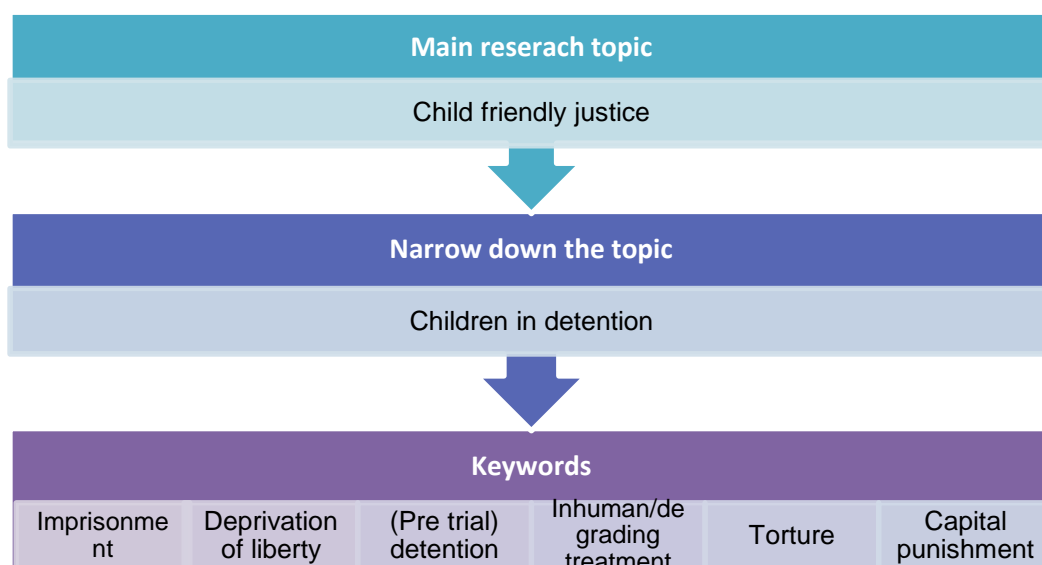 Main reserach topic
Child friendly justice
Narrow down the topic
Children in detention
Keywords
Imprisonme
nt
Deprivation
of liberty
(Pre trial)
detention
Inhuman/de
grading
treatment
Torture
Capital
punishment